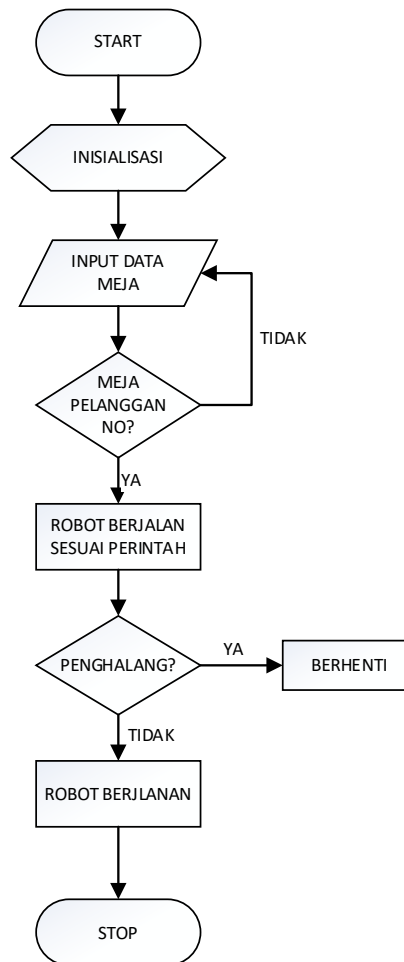 START
INISIALISASI
INPUT DATA
MEJA
TIDAK
MEJA
PELANGGAN
NO?
YA
ROBOT BERJALAN
SESUAI PERINTAH
PENGHALANG?
YA
BERHENTI
TIDAK
ROBOT BERJLANAN
STOP